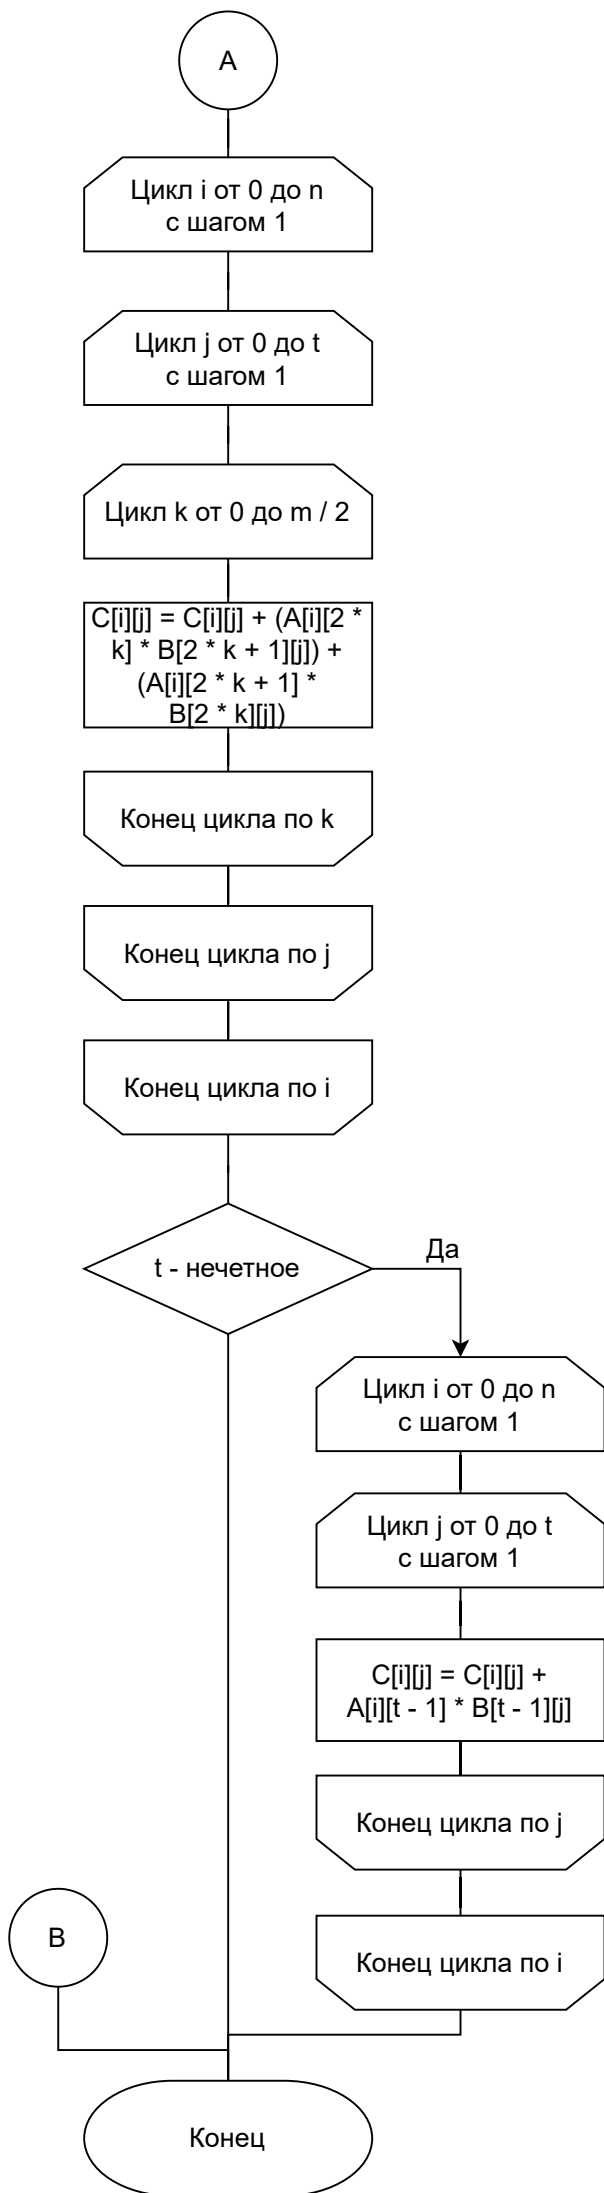 А
Цикл i от 0 до n
с шагом 1
Цикл j от 0 до t
с шагом 1
Цикл k от 0 до m / 2
C[i][j] = C[i][j] + (A[i][2 *
k] * B[2 * k + 1][j]) +
(A[i][2 * k + 1] *
B[2 * k][j])
Конец цикла по k
Конец цикла по j
Конец цикла по i
t - нечетное
Да
Цикл i от 0 до n
с шагом 1
Цикл j от 0 до t
с шагом 1
C[i][j] = C[i][j] +
A[i][t - 1] * B[t - 1][j]
Конец цикла по j
В
Конец цикла по i
Конец